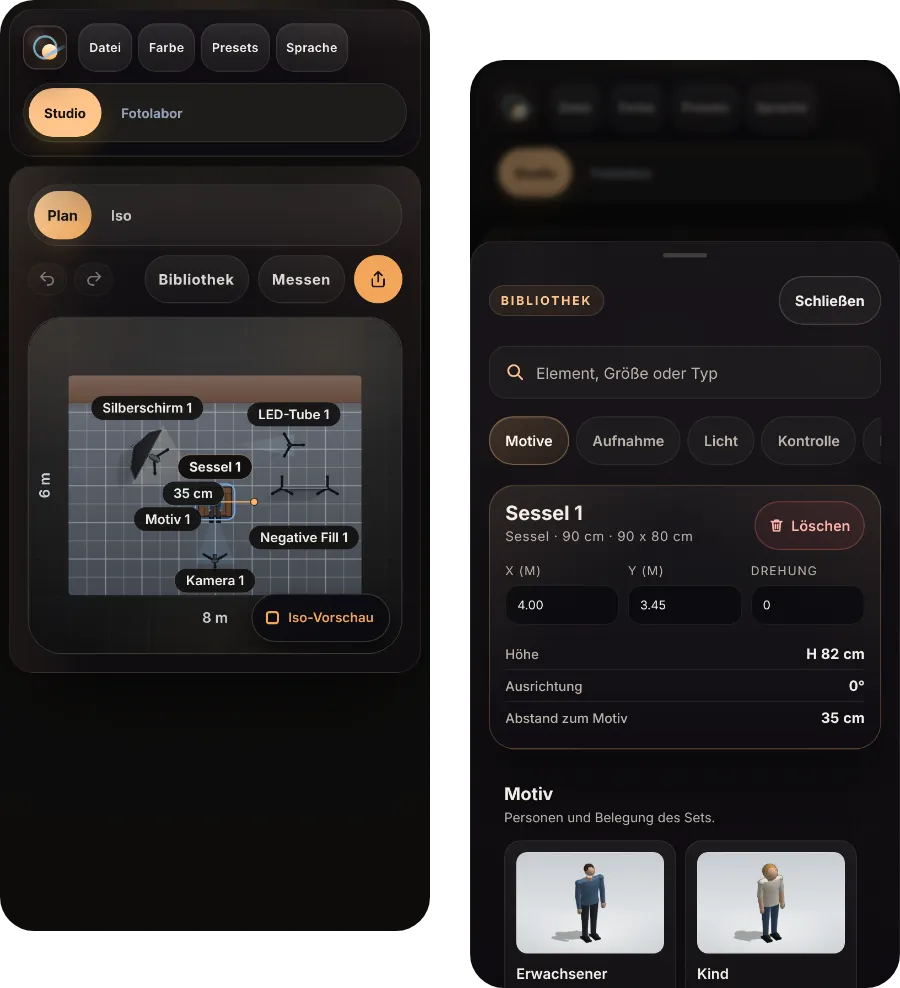 Datei Farbe Presets Sprache
Studio Fotolabor
Plan Iso
Bibliothek Messen
Silberschirm 1
LED-Tube 1
Sessel 1
35 cm
Motiv 1
Negative Fill 1
Kamera 1
6 m
8 m
Iso-Vorschau
Studio
BIBLIOTHEK
Schließen
Element, Größe oder Typ
Motive Aufnahme Licht Kontrolle
Sessel 1
Sessel · 90 cm · 90 x 80 cm
Löschen
X (M) Y (M) DREHUNG
4.00 3.45 0
Höhe H 82 cm
Ausrichtung 0°
Abstand zum Motiv 35 cm
Motiv
Personen und Belegung des Sets.
Erwachsener Kind